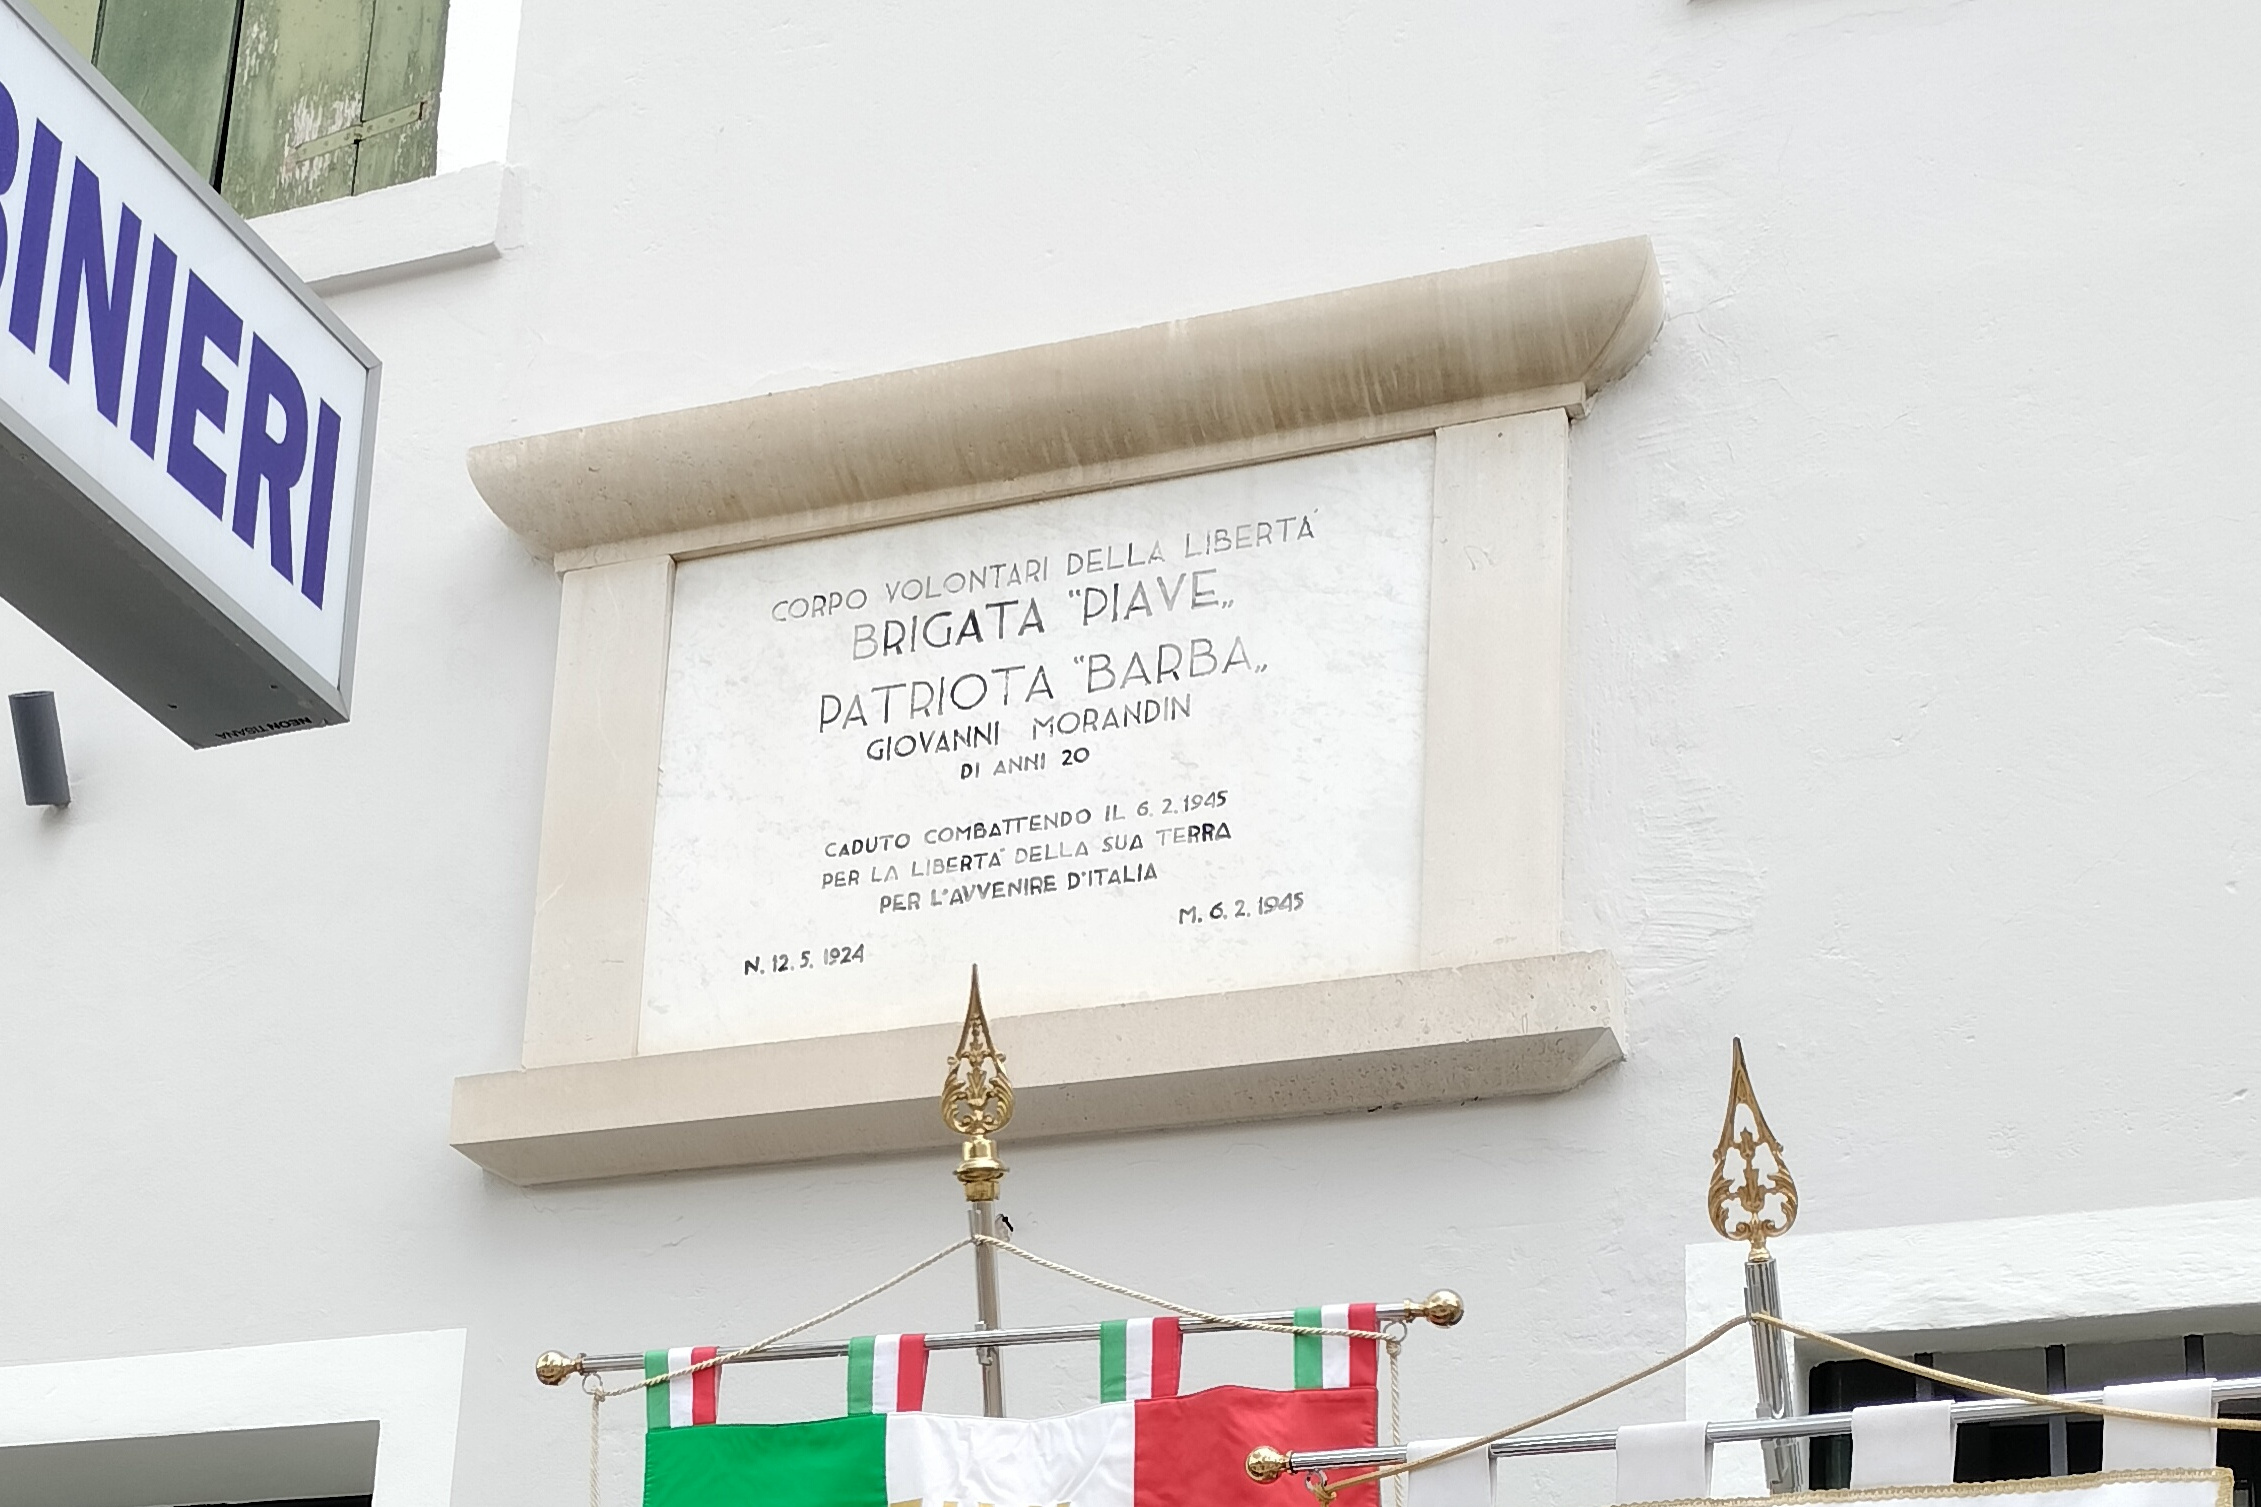 BINIERI
NEON TISANA
CORPO VOLONTARI DELLA LIBERTA'
BRIGATA "PIAVE„
PATRIOTA "BARBA„
GIOVANNI MORANDIN
DI ANNI 20
CADUTO COMBATTENDO IL 6. 2. 1945
PER LA LIBERTA' DELLA SUA TERRA
PER L'AVVENIRE D'ITALIA
M. 6. 2. 1945
N. 12. 5. 1924